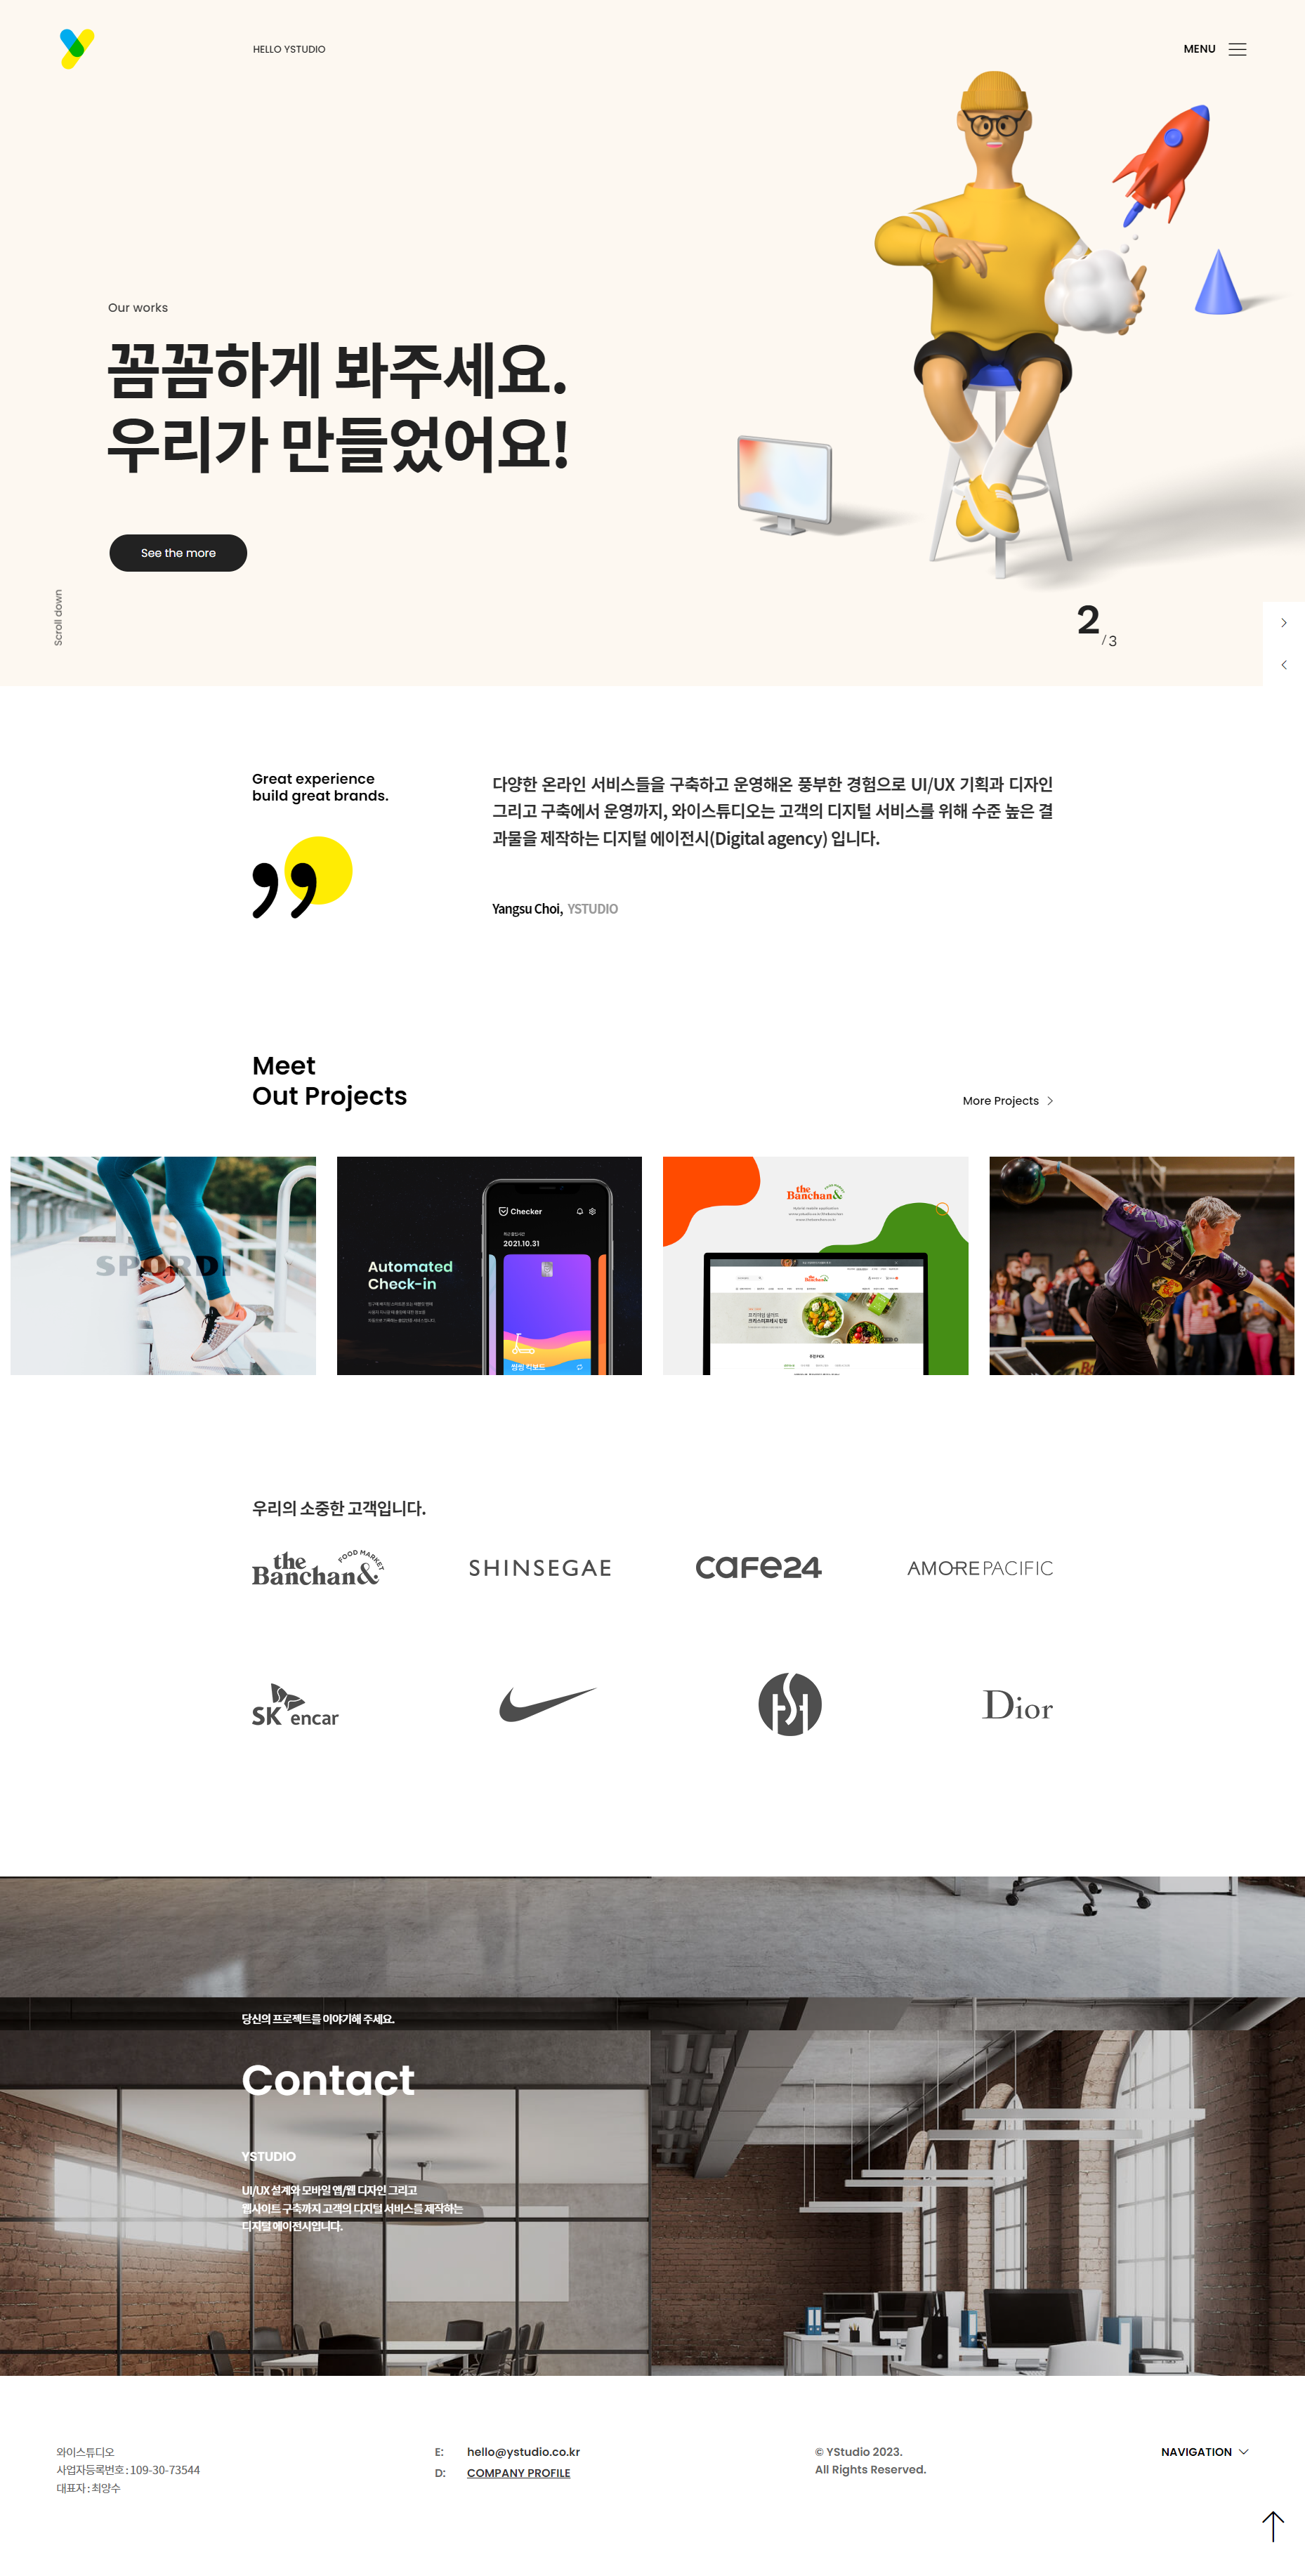 HELLO YSTUDIO
MENU
Our works
꼼꼼하게 봐주세요.
우리가 만들었어요!
See the more
Scroll down
2
/3
Great experience
build great brands.
다양한 온라인 서비스들을 구축하고 운영해온 풍부한 경험으로 UI/UX 기획과 디자인
그리고 구축에서 운영까지, 와이스튜디오는 고객의 디지털 서비스를 위해 수준 높은 결
과물을 제작하는 디지털 에이전시(Digital agency) 입니다.
Yangsu Choi, YSTUDIO
Meet
Out Projects
More Projects
SPORDI
Checker
2021.10.31
Automated
Check-in
씽씽 킥보드
the
Banchan&
the
Banchan&
우리의 소중한 고객입니다.
the
Banchan&
FOOD MARKET
SHINSEGAE
cafe24
AMOREPACIFIC
SK encar
Dior
당신의 프로젝트를 이야기해 주세요.
Contact
YSTUDIO
UI/UX 설계와 모바일 앱/웹 디자인 그리고
웹사이트 구축까지 고객의 디지털 서비스를 제작하는
디지털 에이전시입니다.
와이스튜디오
사업자등록번호 : 109-30-73544
대표자 : 최양수
E: hello@ystudio.co.kr
D: COMPANY PROFILE
© YStudio 2023.
All Rights Reserved.
NAVIGATION